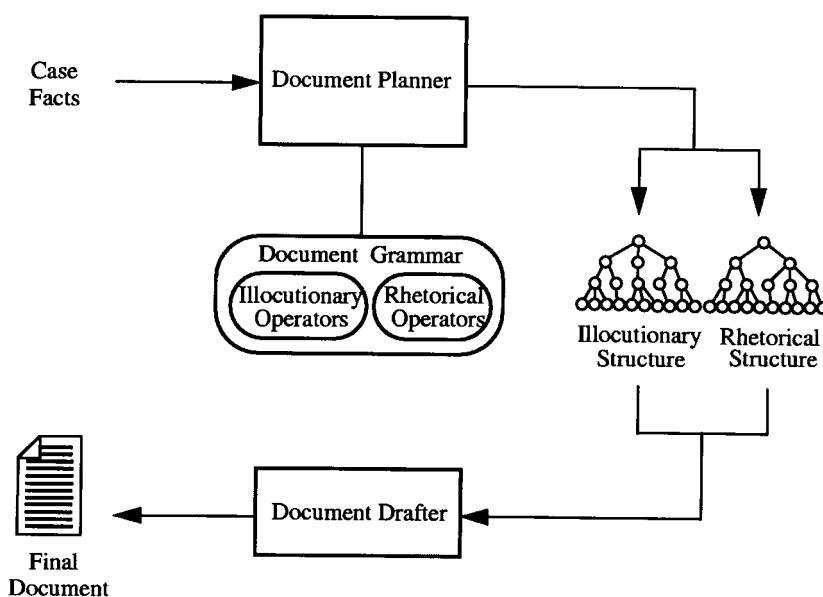 Case
Facts
Document Planner
Document Grammar
Illocutionary
Operators
Rhetorical
Operators
Illocutionary
Structure
Rhetorical
Structure
Document Drafter
Final
Document